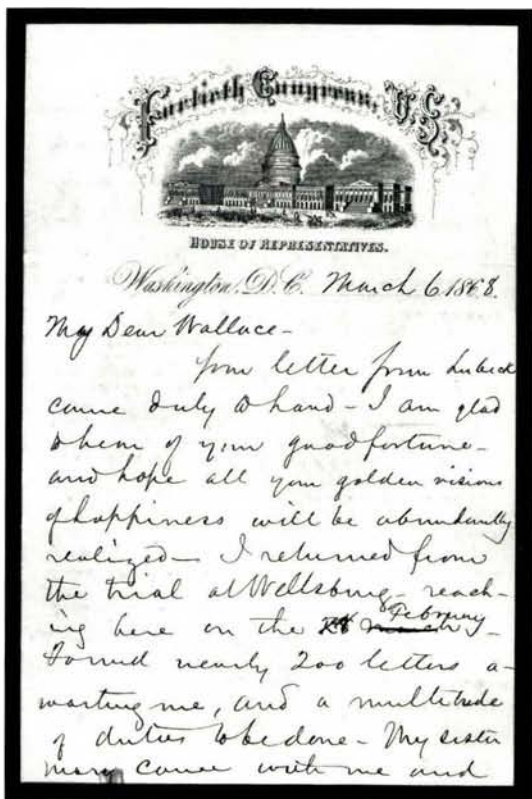 Fortieth Congress, U.S.
HOUSE OF REPRESENTATIVES.
Washington, D.C. March 6 1868.
My Dear Wallace-
Your letter from Lubeck
came duly to hand - I am glad
to hear of your good fortune -
and hope all your golden visions
of happiness will be abundantly
realized - I returned from
the trial at Wellsburg - reach-
ing here on the February -
Found nearly 200 letters a-
waiting me, and a multitude
of duties to be done - My sister
Mary came with me and